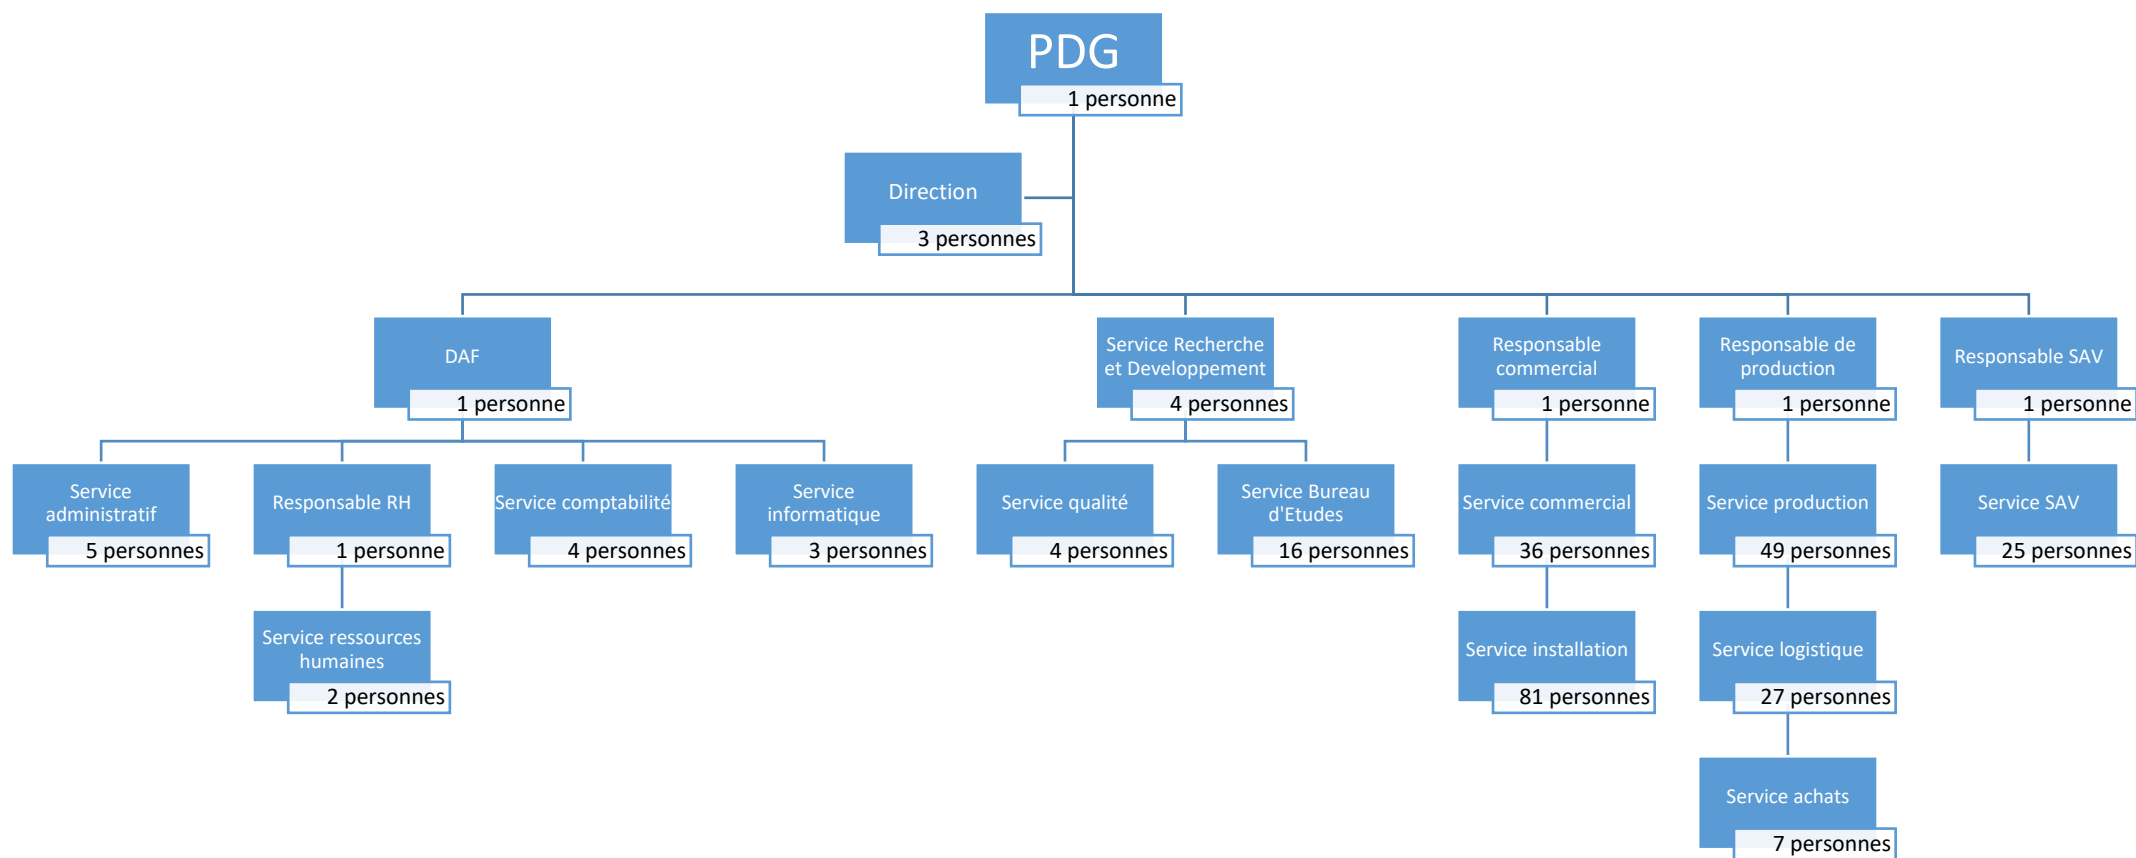 PDG
1 personne
Direction
3 personnes
DAF
1 personne
Service Recherche
et Developpement
4 personnes
Responsable
commercial
1 personne
Responsable de
production
1 personne
Responsable SAV
1 personne
Service
administratif
5 personnes
Responsable RH
1 personne
Service comptabilité
4 personnes
Service
informatique
3 personnes
Service qualité
4 personnes
Service Bureau
d'Etudes
16 personnes
Service commercial
36 personnes
Service production
49 personnes
Service SAV
25 personnes
Service ressources
humaines
2 personnes
Service installation
81 personnes
Service logistique
27 personnes
Service achats
7 personnes